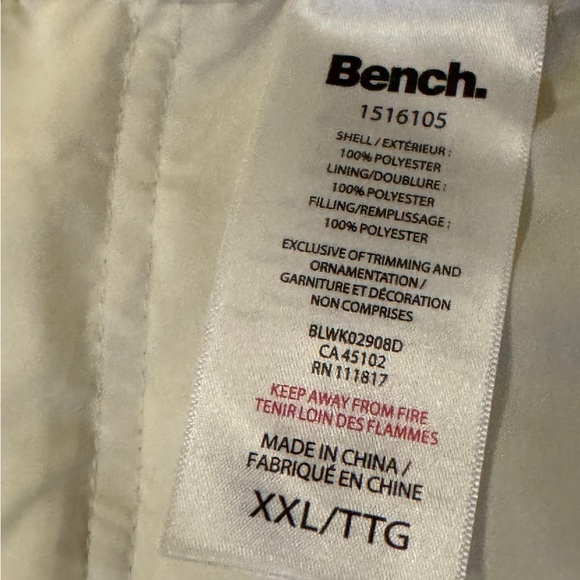 Bench.
1516105
SHELL / EXTÉRIEUR :
100% POLYESTER
LINING/DOUBLURE :
100% POLYESTER
FILLING/REMPLISSAGE :
100% POLYESTER
EXCLUSIVE OF TRIMMING AND
ORNAMENTATION /
GARNITURE ET DÉCORATION
NON COMPRISES
BLWK02908D
CA 45102
RN 111817
KEEP AWAY FROM FIRE
TENIR LOIN DES FLAMMES
MADE IN CHINA /
FABRIQUÉ EN CHINE
XXL/TTG